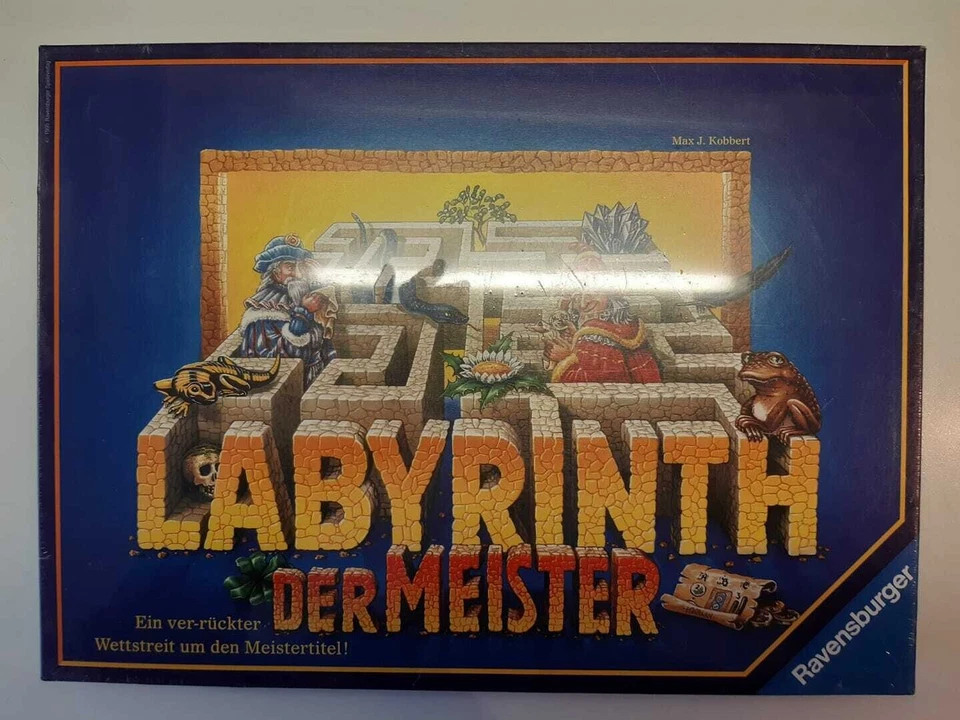 Max J. Kobbert
LABYRINTH
DER MEISTER
Ein ver-rückter
Wettstreit um den Meistertitel!
Ravensburger